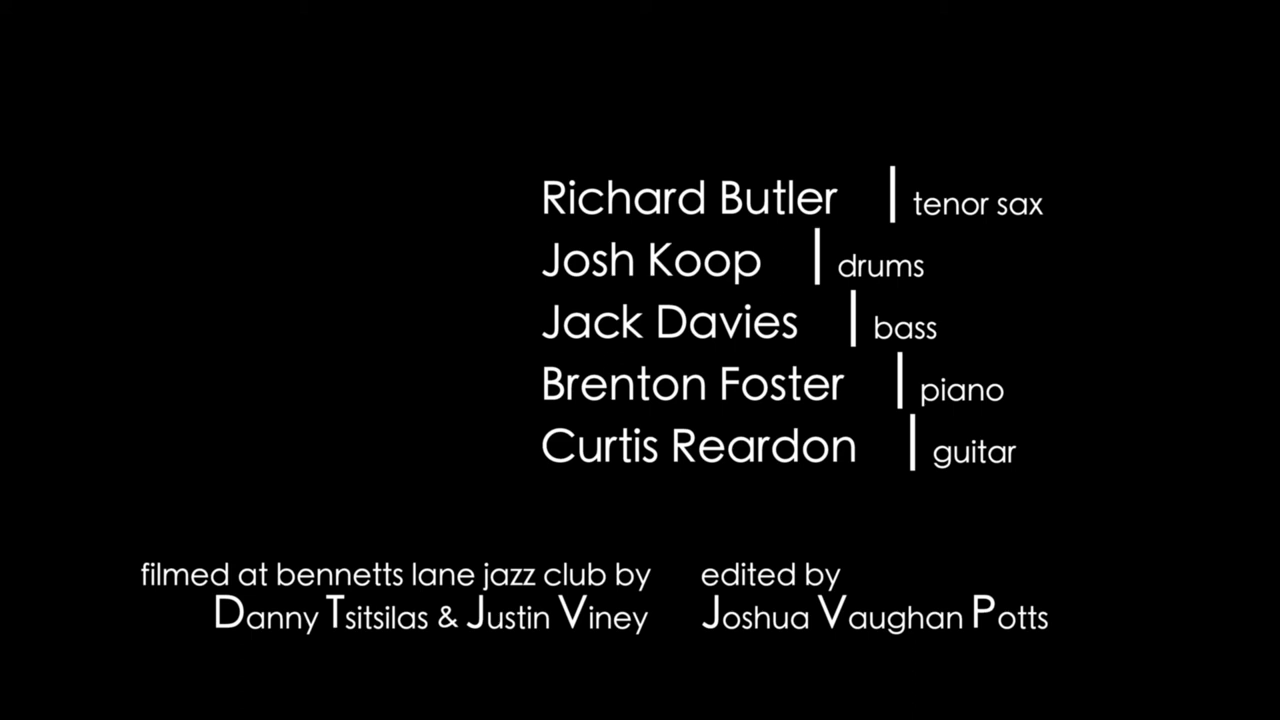 Richard Butler | tenor sax
Josh Koop | drums
Jack Davies | bass
Brenton Foster | piano
Curtis Reardon | guitar
filmed at bennetts lane jazz club by
Danny Tsitsilas & Justin Viney
edited by
Joshua Vaughan Potts